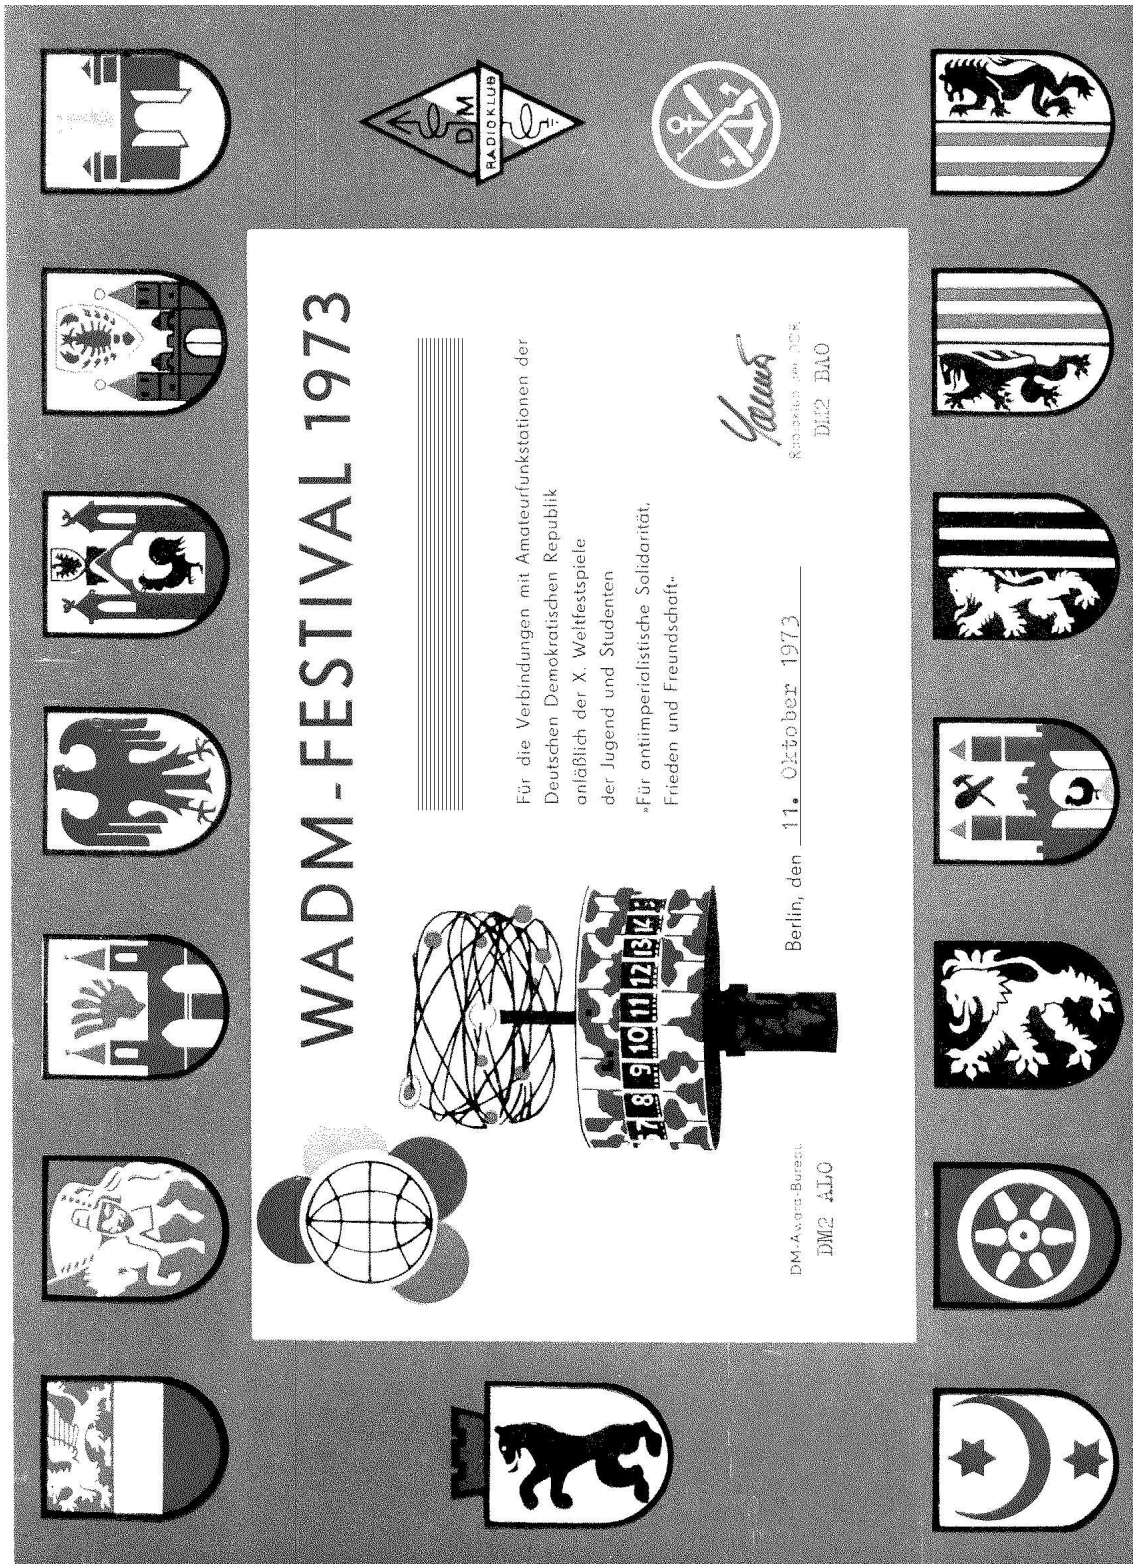 WADM-FESTIVAL 1973
Für die Verbindungen mit Amateurfunkstationen der
Deutschen Demokratischen Republik
anläßlich der X. Weltfestspiele
der Jugend und Studenten
»Für antiimperialistische Solidarität,
Frieden und Freundschaft«
DM-Award-Bureau
DM2 ALO
Berlin, den 11. Oktober 1973
DM2 BAO
D M
RADIOKLUB
7 8 9 10 11 12 13 14